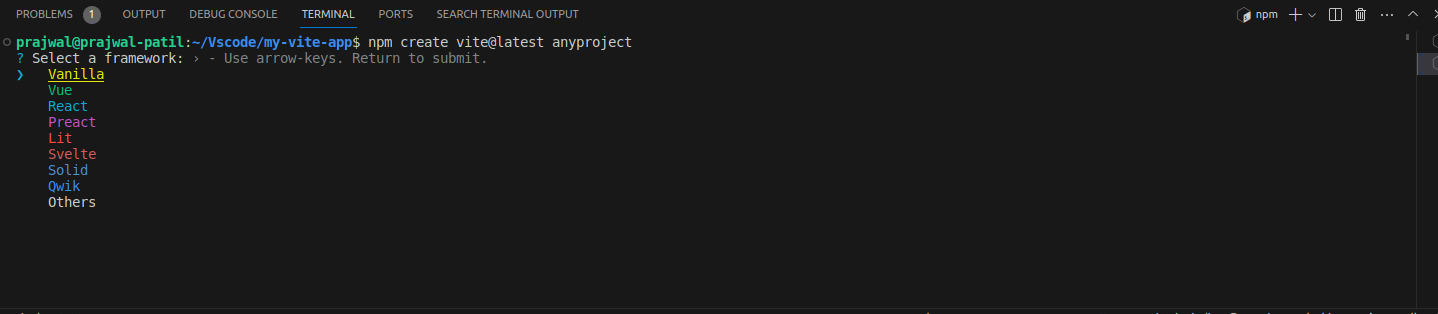 PROBLEMS 1 OUTPUT DEBUG CONSOLE TERMINAL PORTS SEARCH TERMINAL OUTPUT npm
prajwal@prajwal-patil:~/Vscode/my-vite-app$ npm create vite@latest anyproject
? Select a framework: › - Use arrow-keys. Return to submit.
❯ Vanilla
Vue
React
Preact
Lit
Svelte
Solid
Qwik
Others